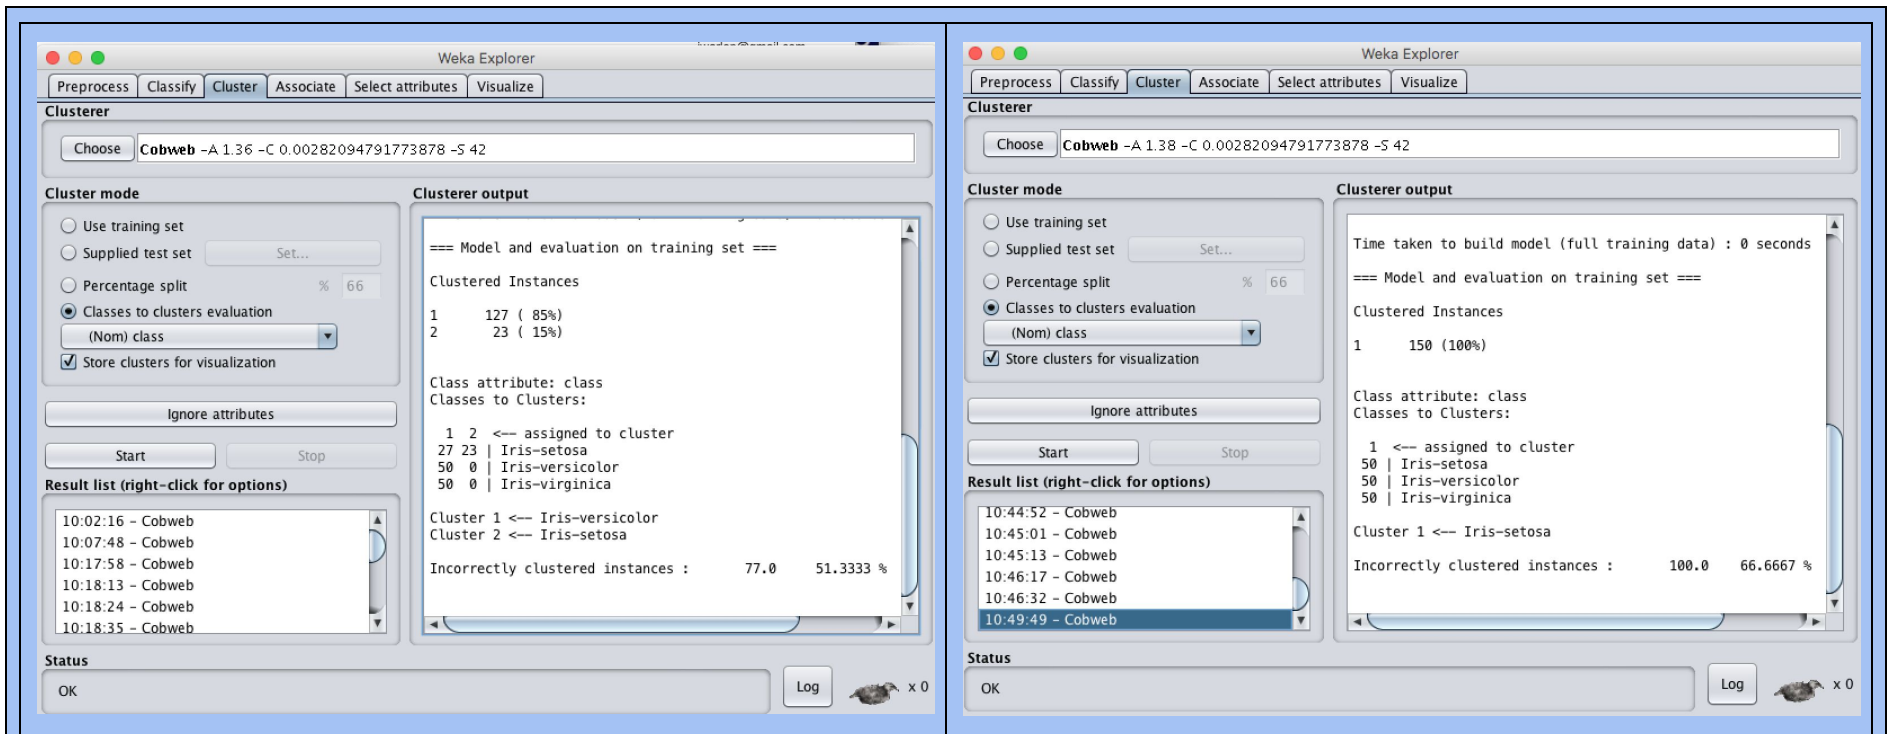 Weka Explorer
Preprocess Classify Cluster Associate Select attributes Visualize
Clusterer
Choose Cobweb -A 1.36 -C 0.00282094791773878 -S 42
Cluster mode
Use training set
Supplied test set Set...
Percentage split % 66
Classes to clusters evaluation
(Nom) class
Store clusters for visualization
Ignore attributes
Start Stop
Result list (right-click for options)
10:02:16 - Cobweb
10:07:48 - Cobweb
10:17:58 - Cobweb
10:18:13 - Cobweb
10:18:24 - Cobweb
10:18:35 - Cobweb
Clusterer output
=== Model and evaluation on training set ===
Clustered Instances
1 127 ( 85%)
2 23 ( 15%)
Class attribute: class
Classes to Clusters:
1 2 <-- assigned to cluster
27 23 | Iris-setosa
50 0 | Iris-versicolor
50 0 | Iris-virginica
Cluster 1 <-- Iris-versicolor
Cluster 2 <-- Iris-setosa
Incorrectly clustered instances : 77.0 51.3333 %
Status
OK
Log x 0
Weka Explorer
Preprocess Classify Cluster Associate Select attributes Visualize
Clusterer
Choose Cobweb -A 1.38 -C 0.00282094791773878 -S 42
Cluster mode
Use training set
Supplied test set Set...
Percentage split % 66
Classes to clusters evaluation
(Nom) class
Store clusters for visualization
Ignore attributes
Start Stop
Result list (right-click for options)
10:44:52 - Cobweb
10:45:01 - Cobweb
10:45:13 - Cobweb
10:46:17 - Cobweb
10:46:32 - Cobweb
10:49:49 - Cobweb
Clusterer output
Time taken to build model (full training data) : 0 seconds
=== Model and evaluation on training set ===
Clustered Instances
1 150 (100%)
Class attribute: class
Classes to Clusters:
1 <-- assigned to cluster
50 | Iris-setosa
50 | Iris-versicolor
50 | Iris-virginica
Cluster 1 <-- Iris-setosa
Incorrectly clustered instances : 100.0 66.6667 %
Status
OK
Log x 0